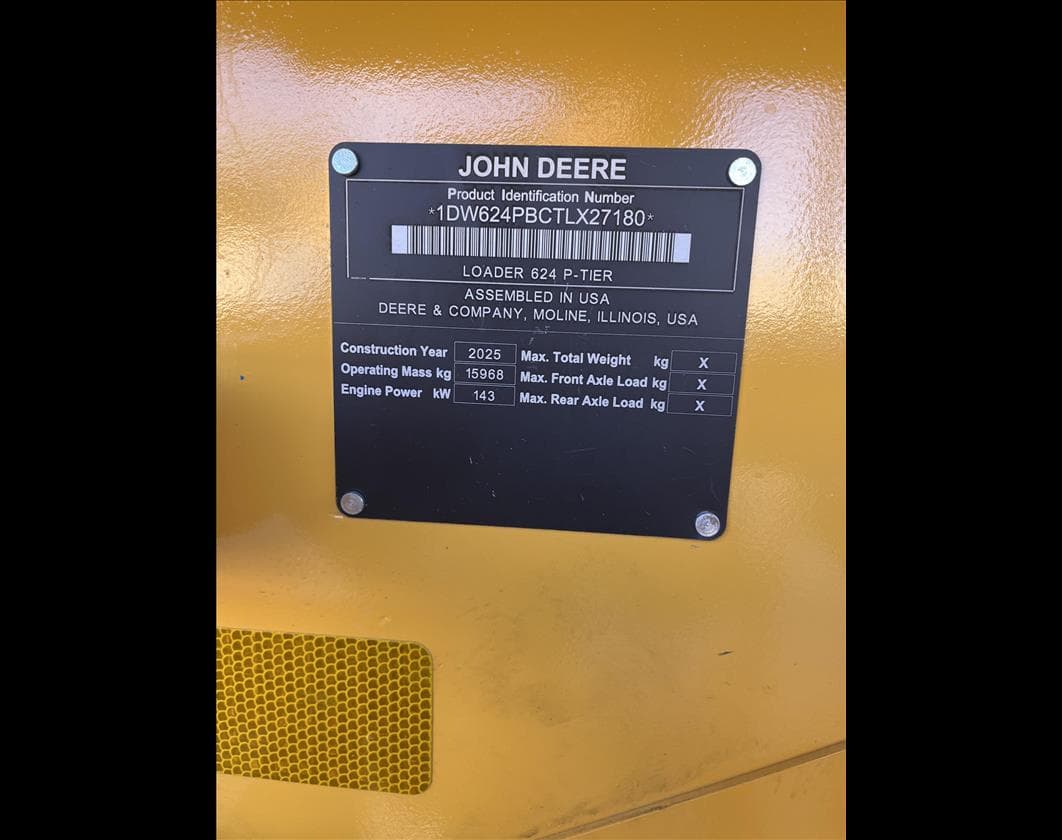 JOHN DEERE
Product Identification Number
*1DW624PBCTLX27180*
LOADER 624 P-TIER
ASSEMBLED IN USA
DEERE & COMPANY, MOLINE, ILLINOIS, USA
Construction Year 2025 Max. Total Weight kg X
Operating Mass kg 15968 Max. Front Axle Load kg X
Engine Power kW 143 Max. Rear Axle Load kg X